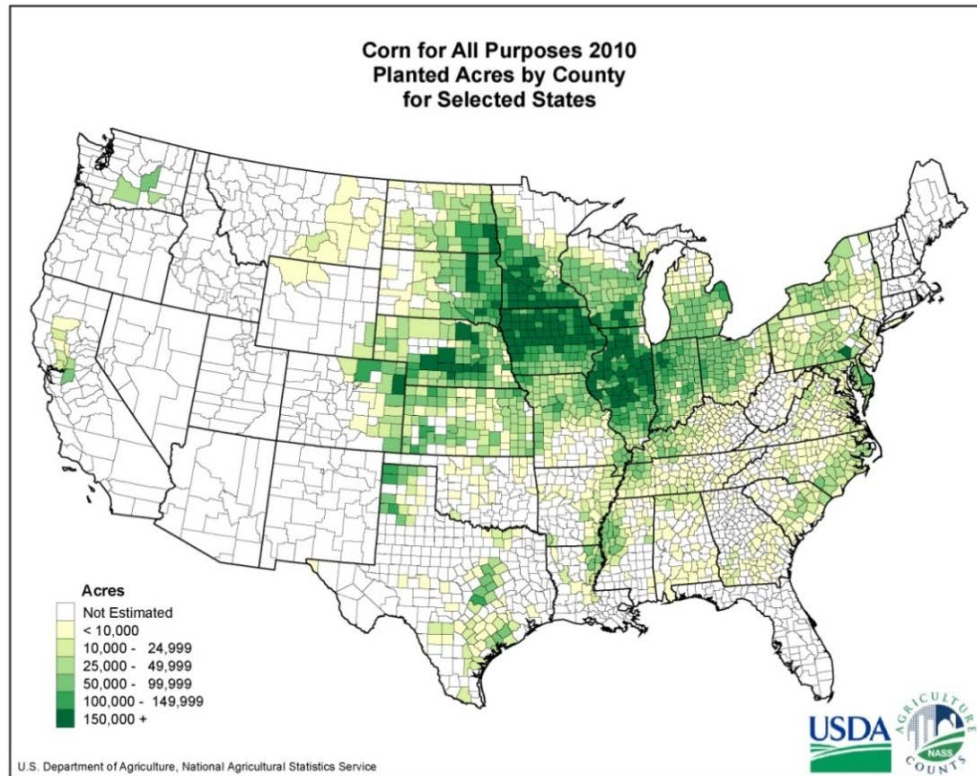 Corn for All Purposes 2010
Planted Acres by County
for Selected States
Acres
Not Estimated
< 10,000
10,000 - 24,999
25,000 - 49,999
50,000 - 99,999
100,000 - 149,999
150,000 +
USDA
AGRICULTURE
NASS
COUNTS
U.S. Department of Agriculture, National Agricultural Statistics Service